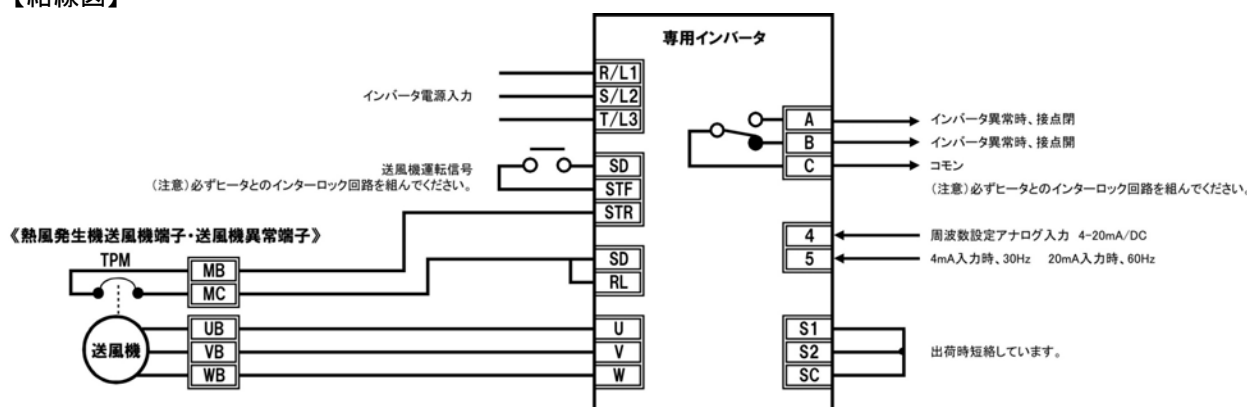 【結線図】
専用インバータ
インバータ電源入力
R/L1
S/L2
T/L3
送風機運転信号
(注意)必ずヒータとのインターロック回路を組んでください。
SD
STF
STR
《熱風発生機送風機端子・送風機異常端子》
TPM
MB
MC
SD
RL
送風機
UB
VB
WB
U
V
W
A
インバータ異常時、接点閉
B
インバータ異常時、接点開
C
コモン
(注意)必ずヒータとのインターロック回路を組んでください。
4
周波数設定アナログ入力 4-20mA/DC
5
4mA入力時、30Hz 20mA入力時、60Hz
S1
S2
SC
出荷時短絡しています。